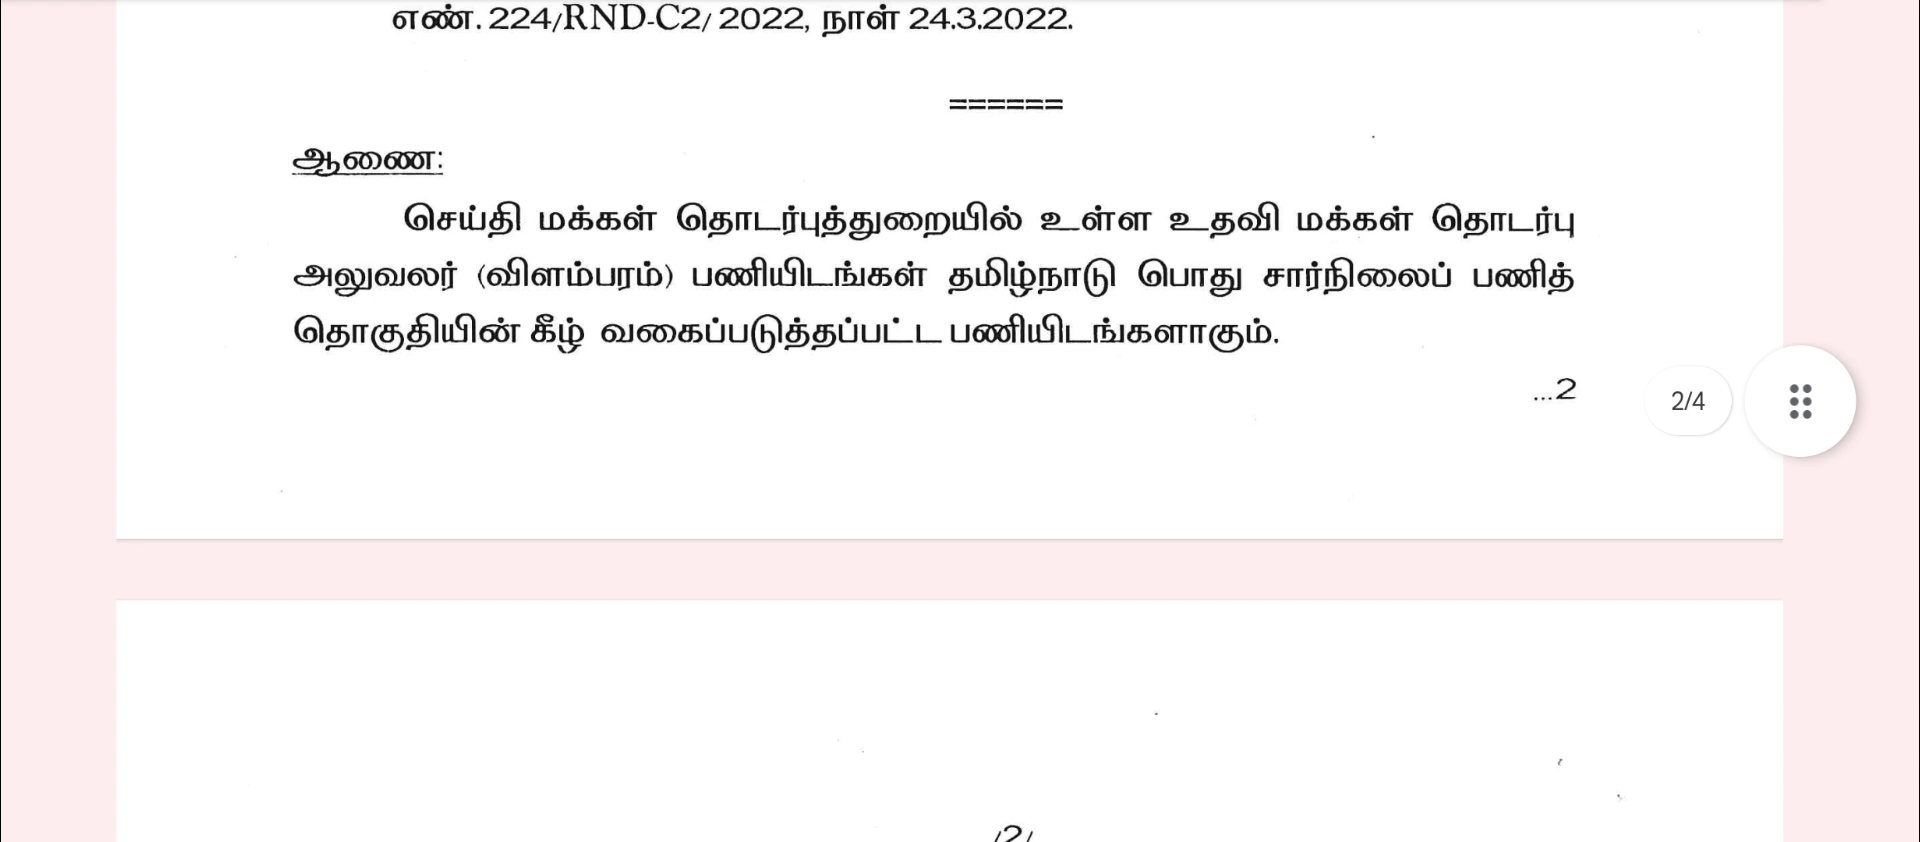 எண். 224/RND-C2/ 2022, நாள் 24.3.2022.
======
ஆணை:
செய்தி மக்கள் தொடர்புத்துறையில் உள்ள உதவி மக்கள் தொடர்பு
அலுவலர் (விளம்பரம்) பணியிடங்கள் தமிழ்நாடு பொது சார்நிலைப் பணித்
தொகுதியின் கீழ் வகைப்படுத்தப்பட்ட பணியிடங்களாகும்.
...2
2/4
/2/